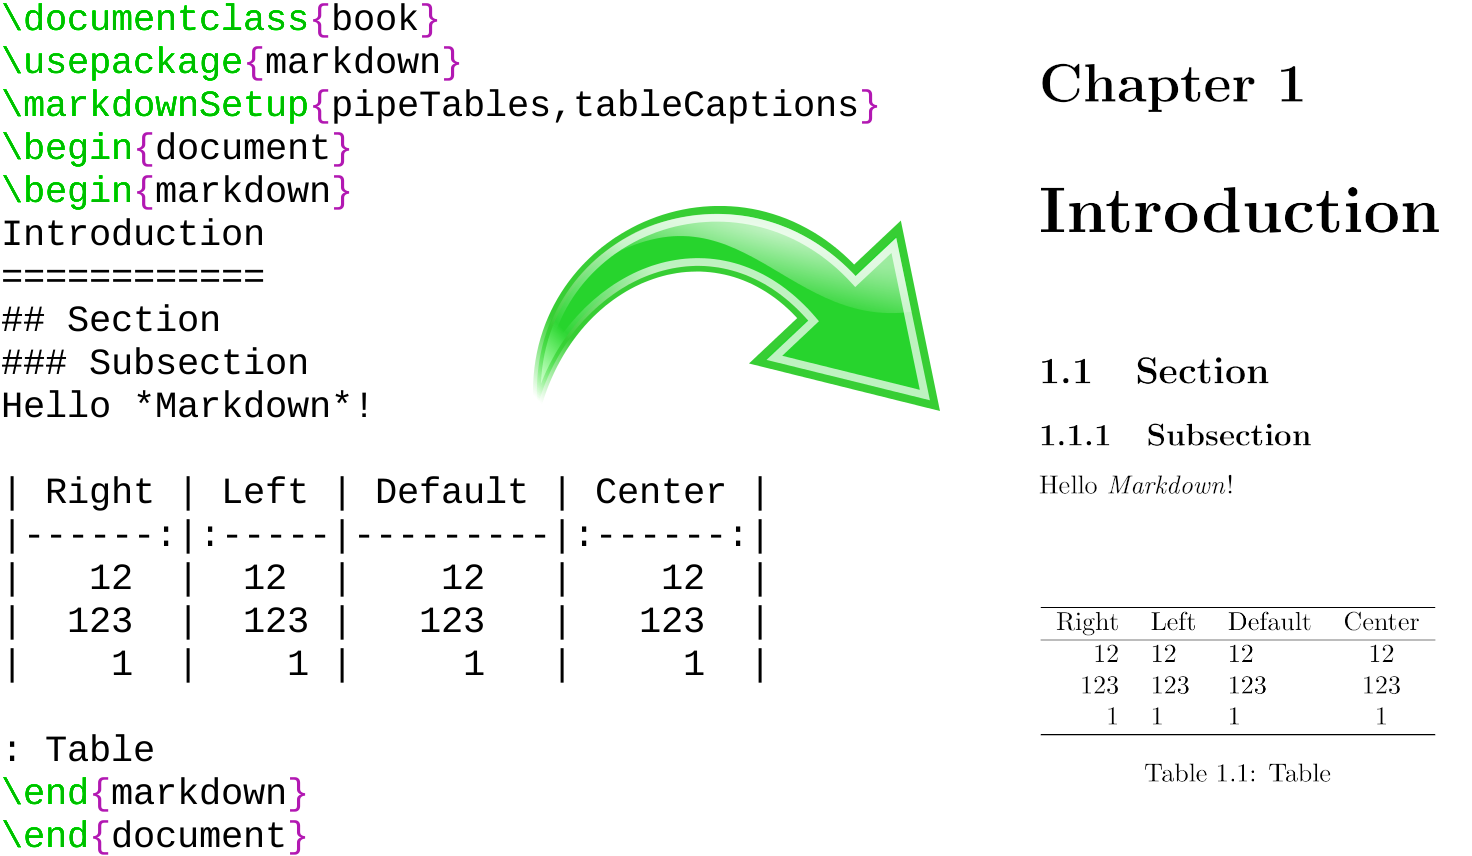 \documentclass{book}
\usepackage{markdown}
\markdownSetup{pipeTables,tableCaptions}
\begin{document}
\begin{markdown}
Introduction
============
## Section
### Subsection
Hello *Markdown*!
| Right | Left | Default | Center |
|------:|:-----|---------|:------:|
|   12  |  12  |    12   |    12  |
|  123  |  123 |   123   |   123  |
|    1  |    1 |     1   |     1  |
: Table
\end{markdown}
\end{document}
Chapter 1
Introduction
1.1 Section
1.1.1 Subsection
Hello Markdown!
Right Left Default Center
12 12 12 12
123 123 123 123
1 1 1 1
Table 1.1: Table